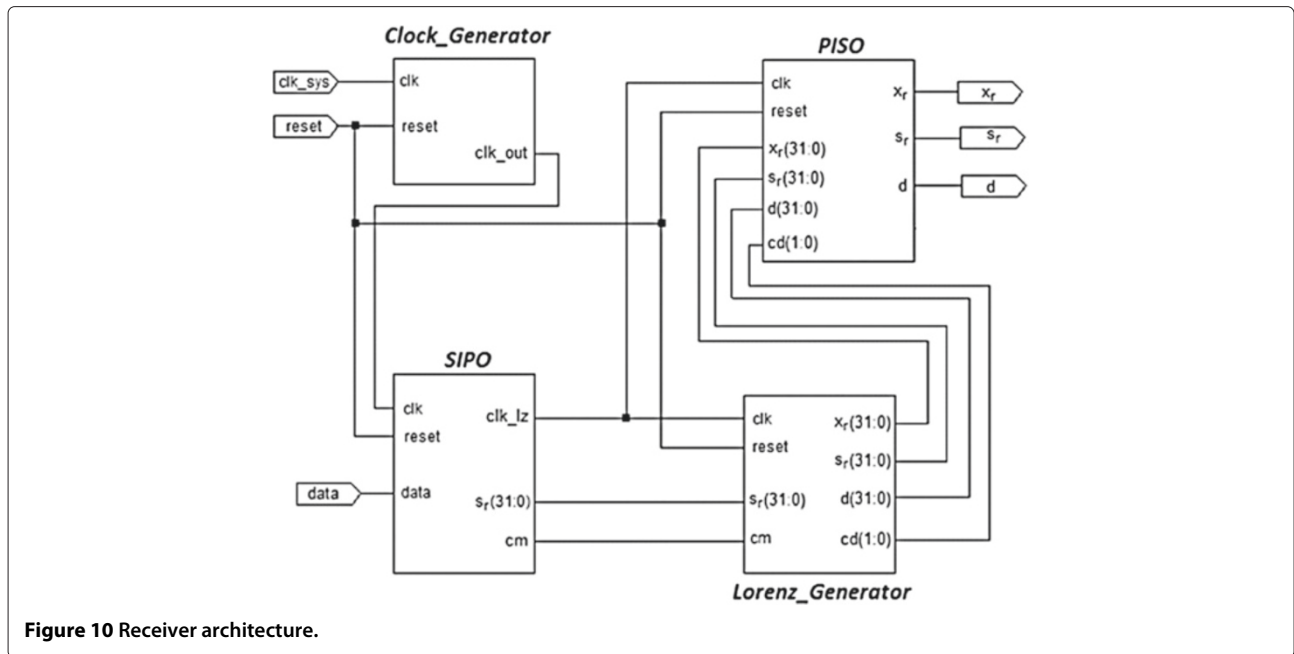 Clock_Generator
clk_sys
clk
reset
reset
clk_out
PISO
clk
reset
xr(31:0)
sr(31:0)
d(31:0)
cd(1:0)
xr
sr
d
xr
sr
d
SIPO
clk
reset
data
data
clk_lz
sr(31:0)
cm
clk
reset
sr(31:0)
cm
xr(31:0)
sr(31:0)
d(31:0)
cd(1:0)
Lorenz_Generator
Figure 10 Receiver architecture.